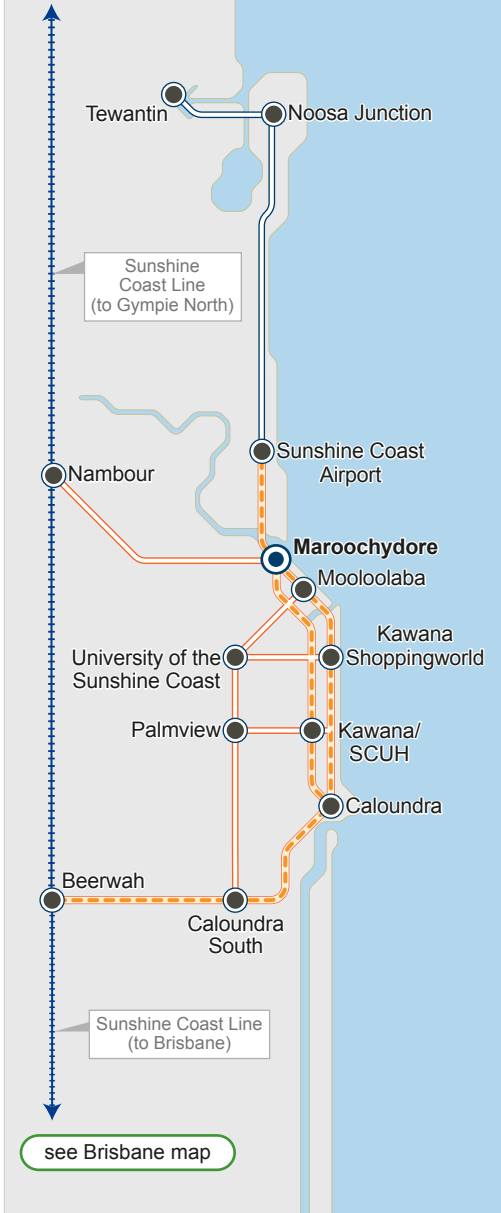 Tewantin
Noosa Junction
Sunshine
Coast Line
(to Gympie North)
Sunshine Coast
Airport
Nambour
Maroochydore
Mooloolaba
Kawana
Shoppingworld
University of the
Sunshine Coast
Palmview
Kawana/
SCUH
Caloundra
Beerwah
Caloundra
South
Sunshine Coast Line
(to Brisbane)
see Brisbane map